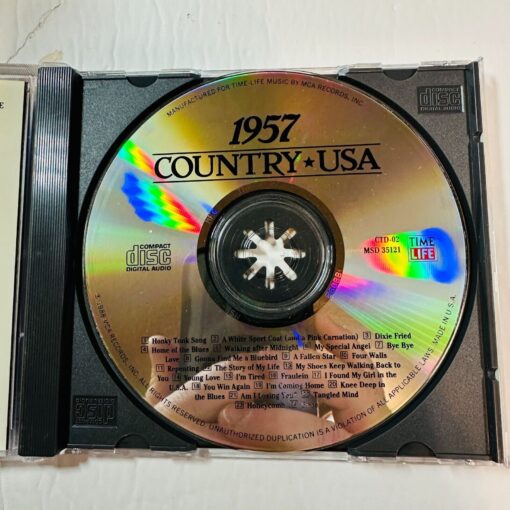 MANUFACTURED FOR TIME-LIFE MUSIC BY MCA RECORDS, INC.
1957
COUNTRY★USA
COMPACT
disc
DIGITAL AUDIO
CTD-02
MSD 35121
TIME
LIFE
1 Honky Tonk Song 2 A White Sport Coat (and a Pink Carnation) 3 Dixie Fried
4 Home of the Blues 5 Walking after Midnight 6 My Special Angel 7 Bye Bye
Love 8 Gonna Find Me a Bluebird 9 A Fallen Star 10 Four Walls
11 Repenting 12 The Story of My Life 13 My Shoes Keep Walking Back to
You 14 Young Love 15 I'm Tired 16 Fraulein 17 I Found My Girl in the
U.S.A. 18 You Win Again 19 I'm Coming Home 20 Knee Deep in
the Blues 21 Am I Losing You 22 Tangled Mind
23 Honeycomb
℗ 1988 MCA RECORDS, INC. ALL RIGHTS RESERVED. UNAUTHORIZED DUPLICATION IS A VIOLATION OF ALL APPLICABLE LAWS. MADE IN U.S.A.
COMPACT
disc
DIGITAL AUDIO